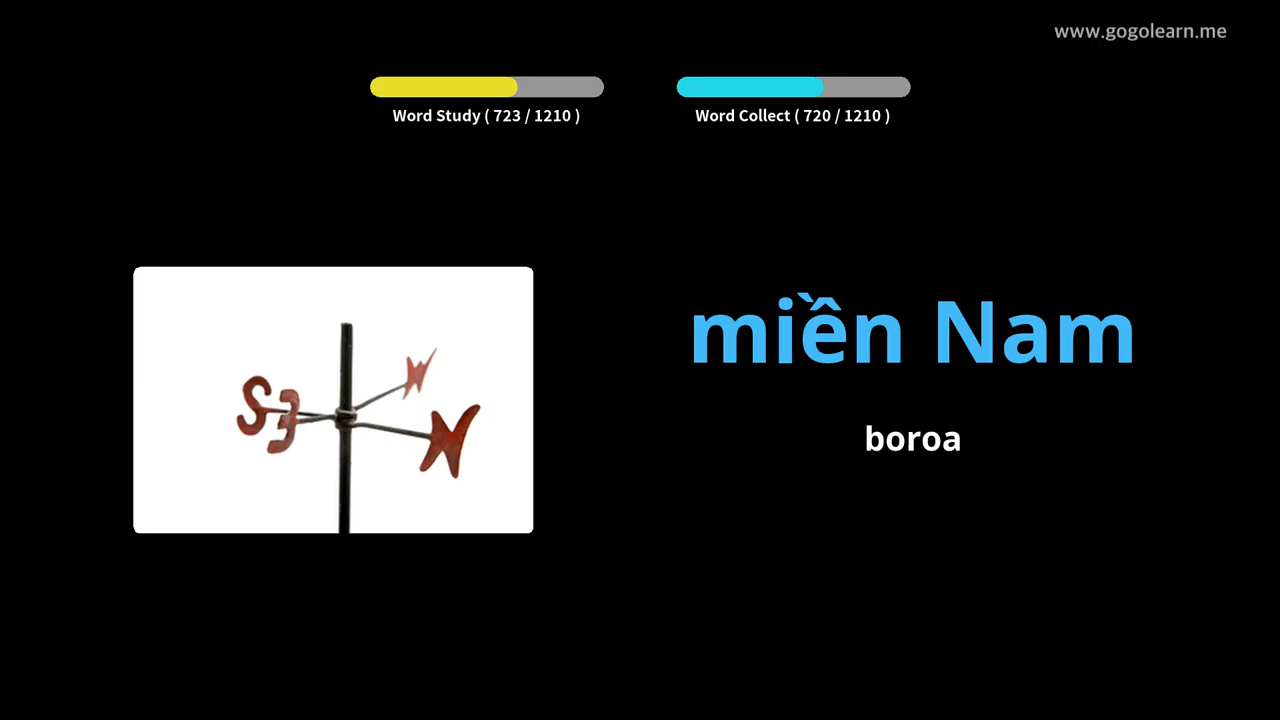 www.gogolearn.me
Word Study ( 723 / 1210 )
Word Collect ( 720 / 1210 )
miền Nam
boroa
S E N W